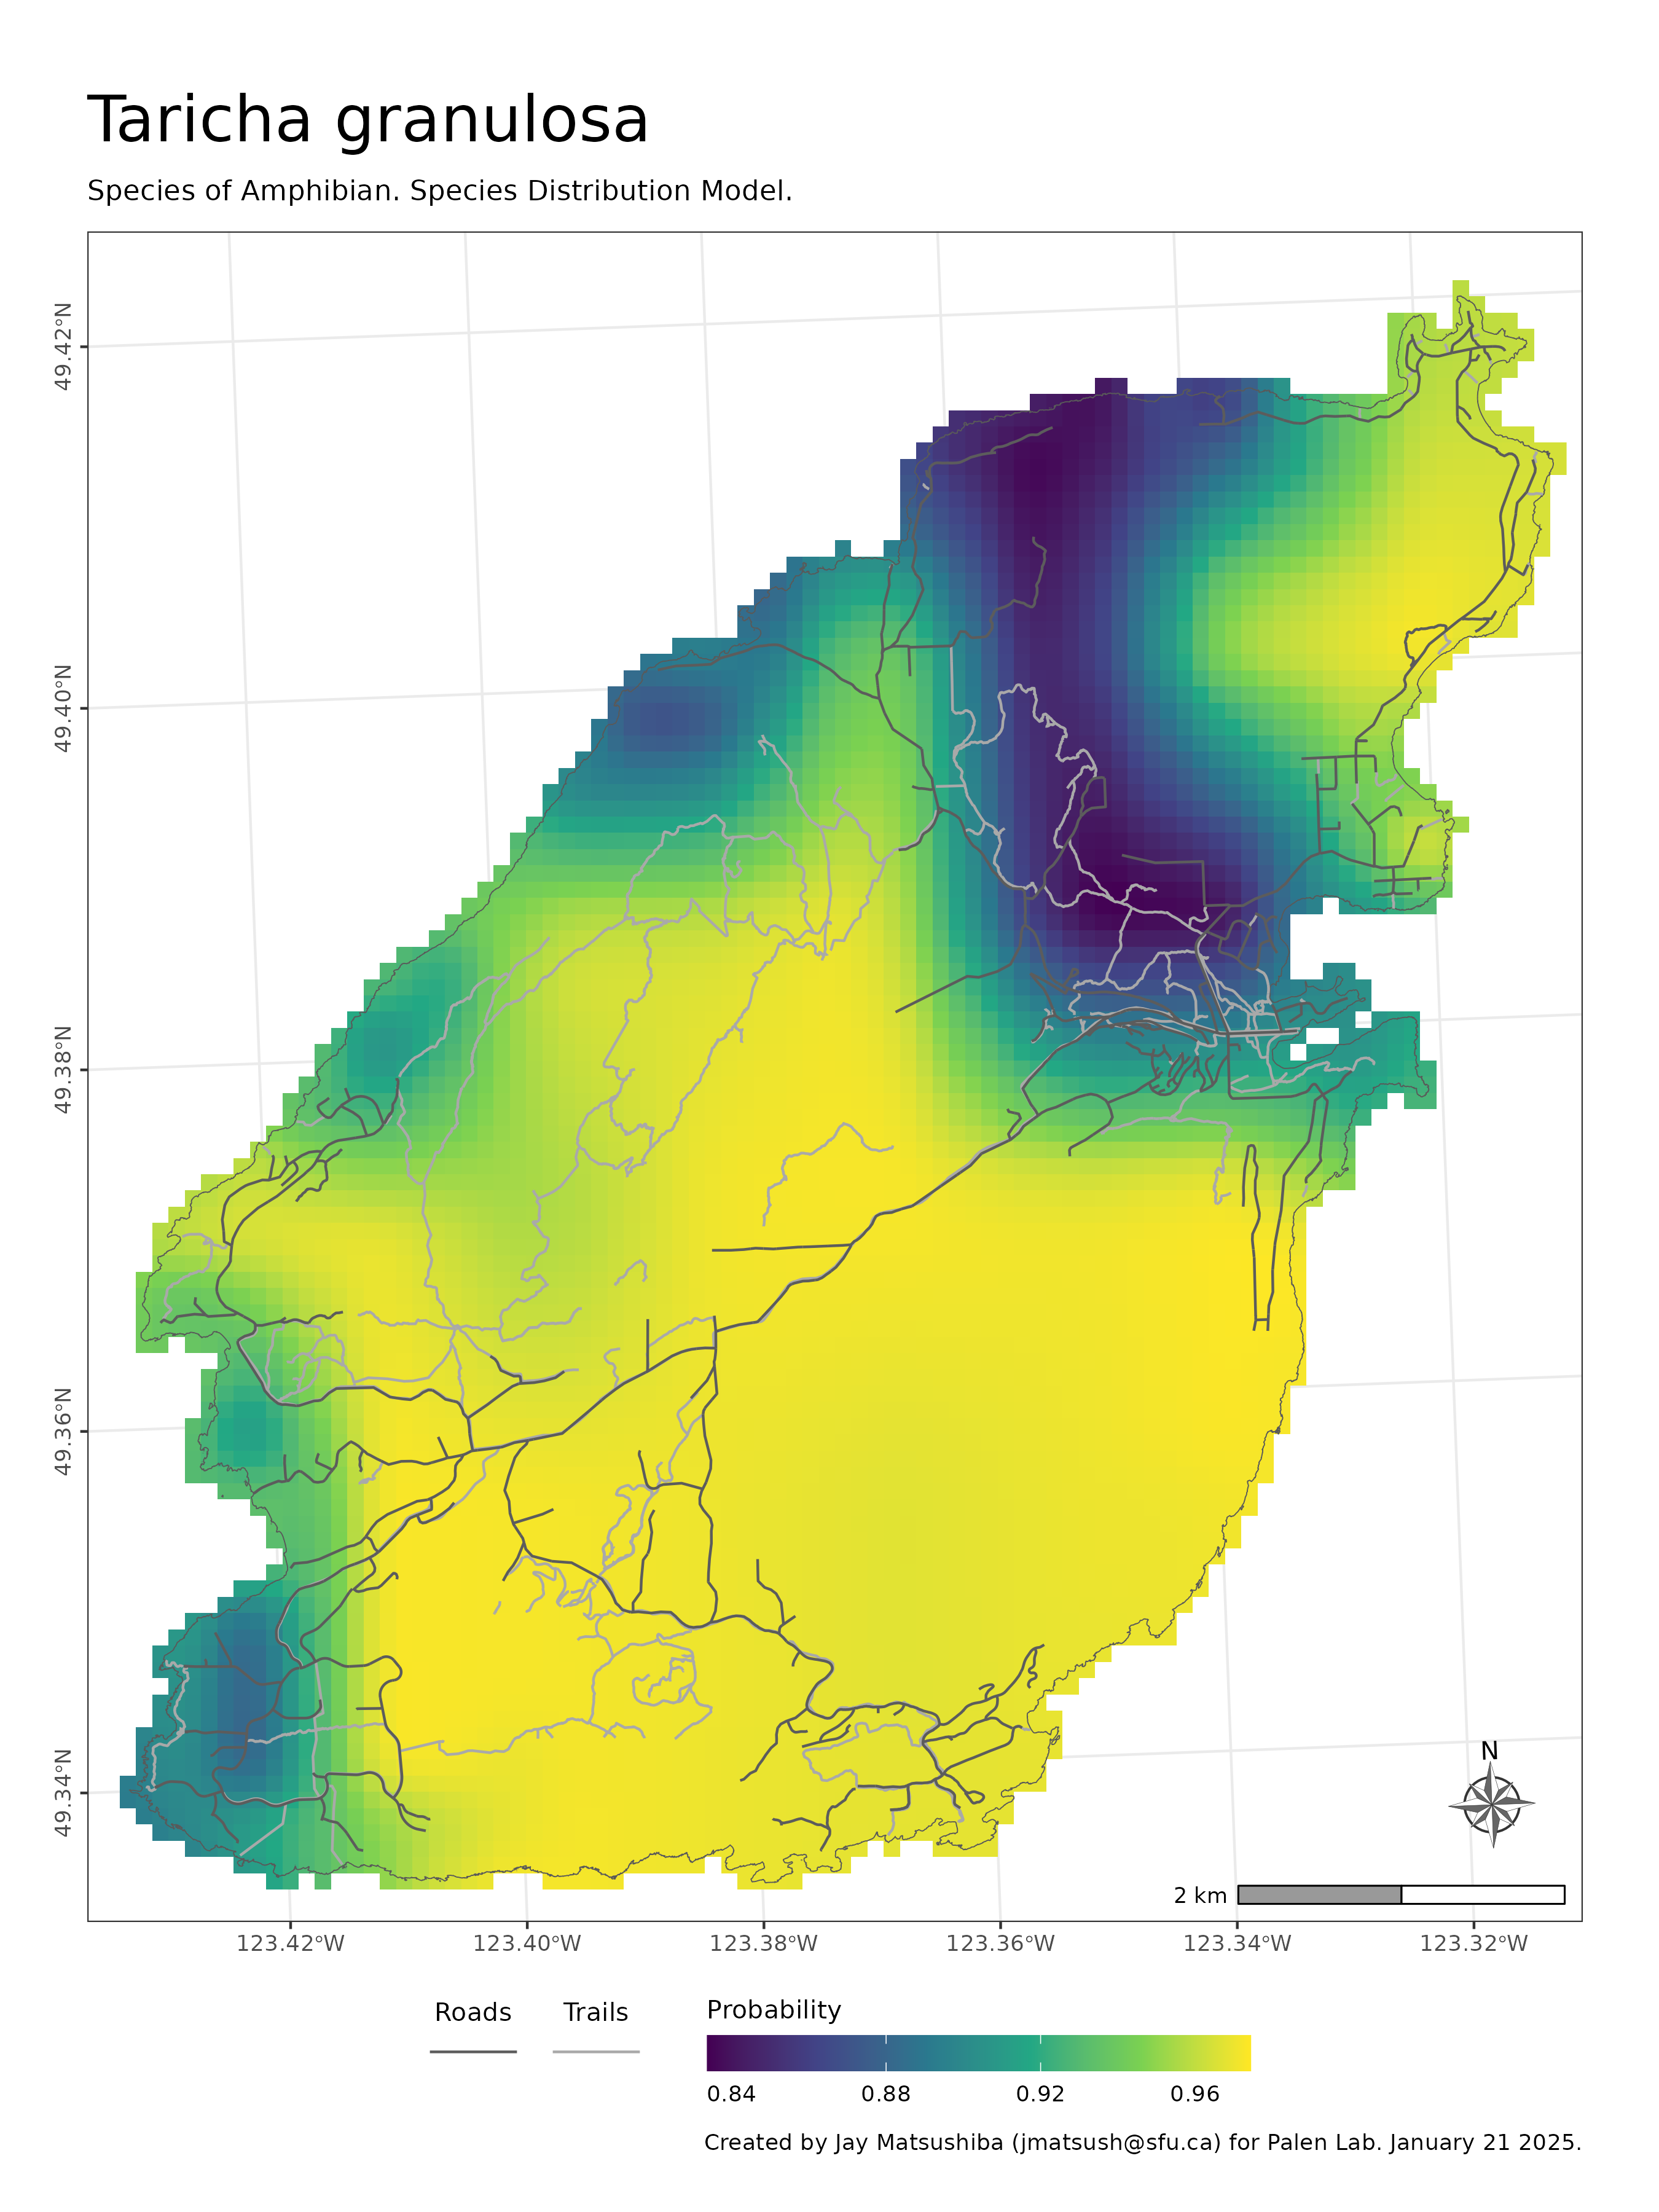 Taricha granulosa
Species of Amphibian. Species Distribution Model.
49.42°N
49.40°N
49.38°N
49.36°N
49.34°N
N
2 km
123.42°W 123.40°W 123.38°W 123.36°W 123.34°W 123.32°W
Roads Trails Probability
0.84 0.88 0.92 0.96
Created by Jay Matsushiba (jmatsush@sfu.ca) for Palen Lab. January 21 2025.